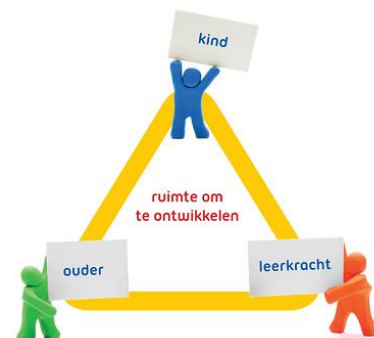 kind
ruimte om
te ontwikkelen
ouder
leerkracht